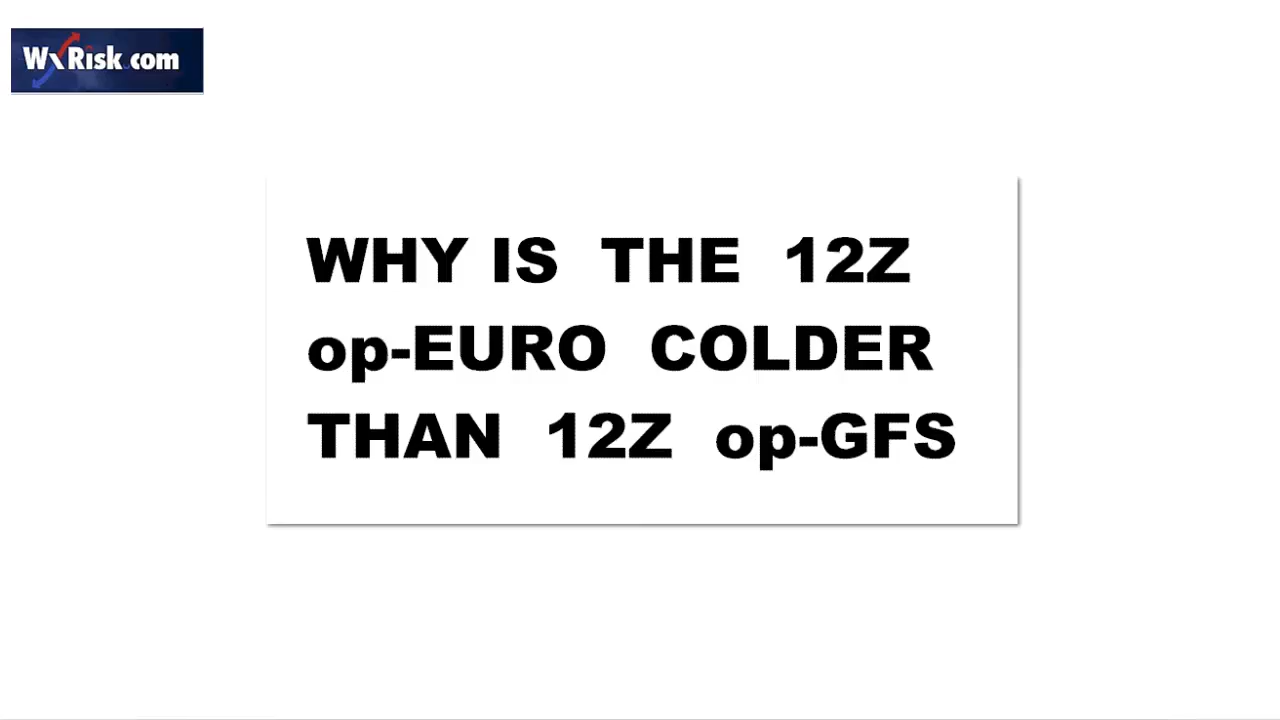 WxRisk.com
WHY IS THE 12Z
op-EURO COLDER
THAN 12Z op-GFS